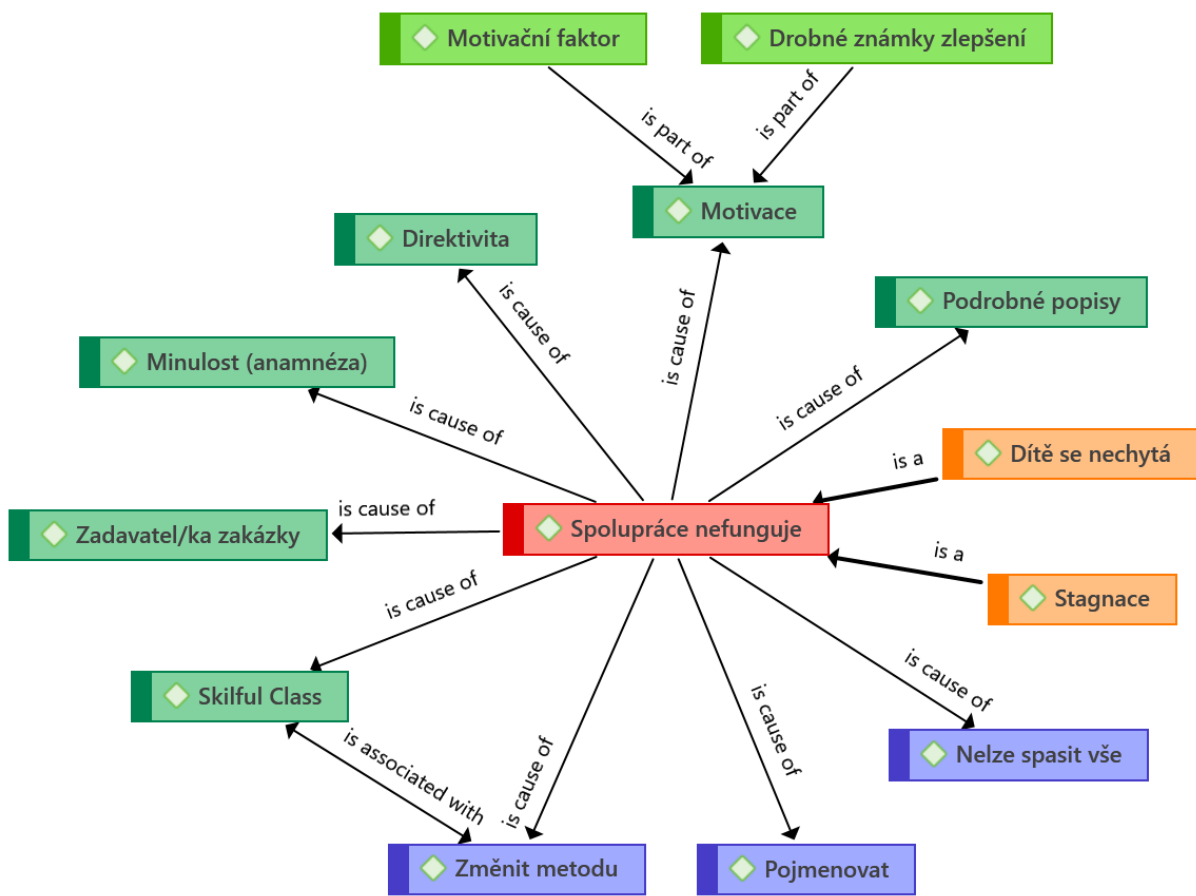 Motivační faktor
Drobné známky zlepšení
is part of
is part of
Motivace
Direktivita
is cause of
is cause of
Podrobné popisy
Minulost (anamnéza)
is cause of
is cause of
Dítě se nechytá
is a
Zadavatel/ka zakázky
is cause of
Spolupráce nefunguje
is a
Stagnace
is cause of
Skilful Class
is cause of
is cause of
is cause of
Nelze spasit vše
is associated with
Změnit metodu
Pojmenovat